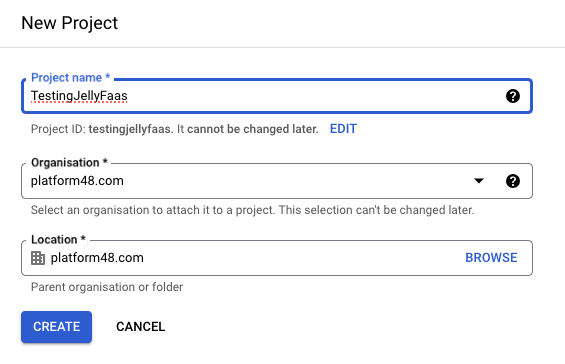 New Project
Project name *
TestingJellyFaas
Project ID: testingjellyfaas. It cannot be changed later. EDIT
Organisation *
platform48.com
Select an organisation to attach it to a project. This selection can't be changed later.
Location *
platform48.com BROWSE
Parent organisation or folder
CREATE CANCEL